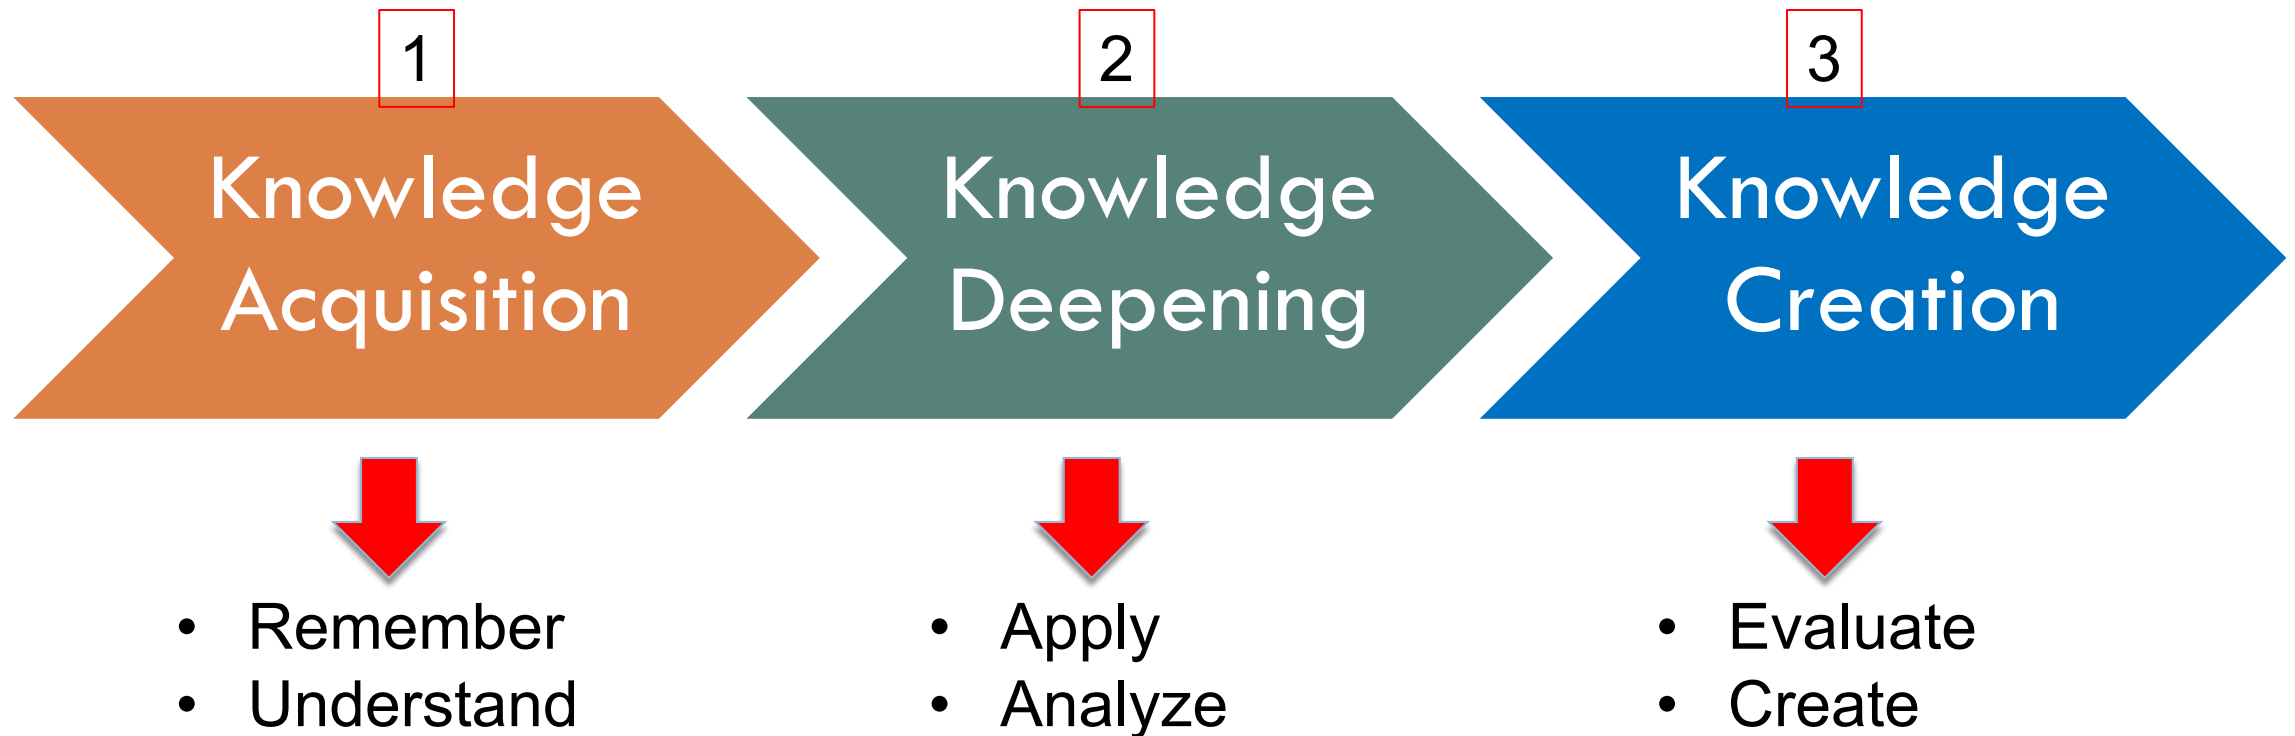 1
Knowledge
Acquisition
• Remember
• Understand
2
Knowledge
Deepening
• Apply
• Analyze
3
Knowledge
Creation
• Evaluate
• Create